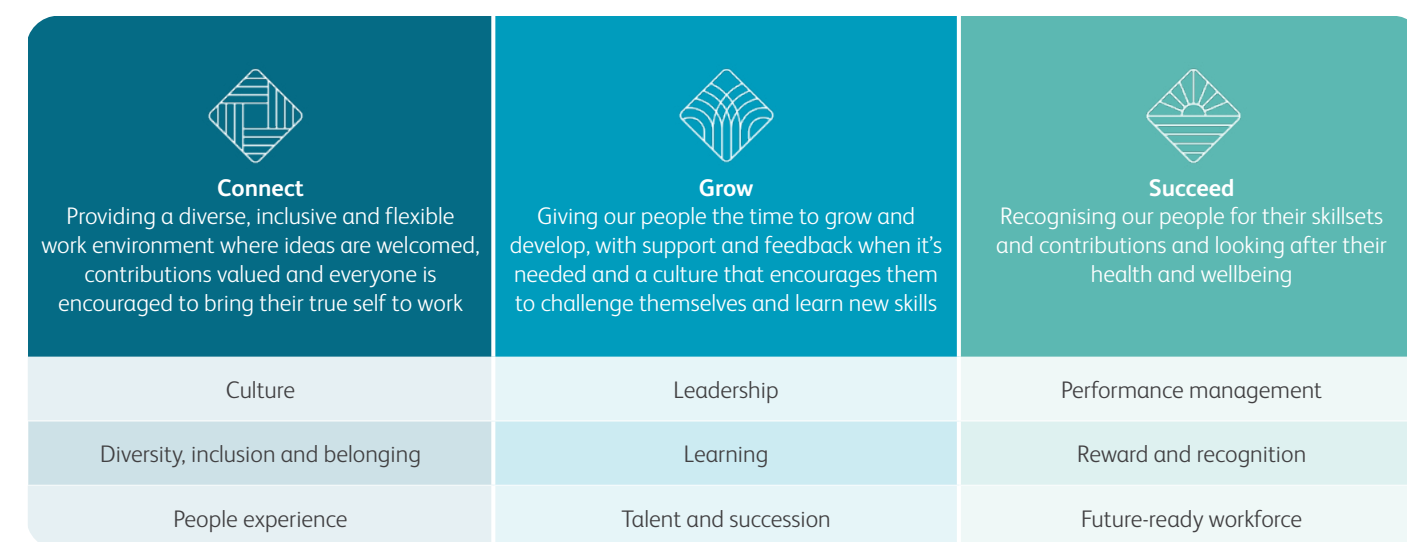 Connect
Providing a diverse, inclusive and flexible
work environment where ideas are welcomed,
contributions valued and everyone is
encouraged to bring their true self to work
Grow
Giving our people the time to grow and
develop, with support and feedback when it's
needed and a culture that encourages them
to challenge themselves and learn new skills
Succeed
Recognising our people for their skillsets
and contributions and looking after their
health and wellbeing
Culture
Leadership
Performance management
Diversity, inclusion and belonging
Learning
Reward and recognition
People experience
Talent and succession
Future-ready workforce